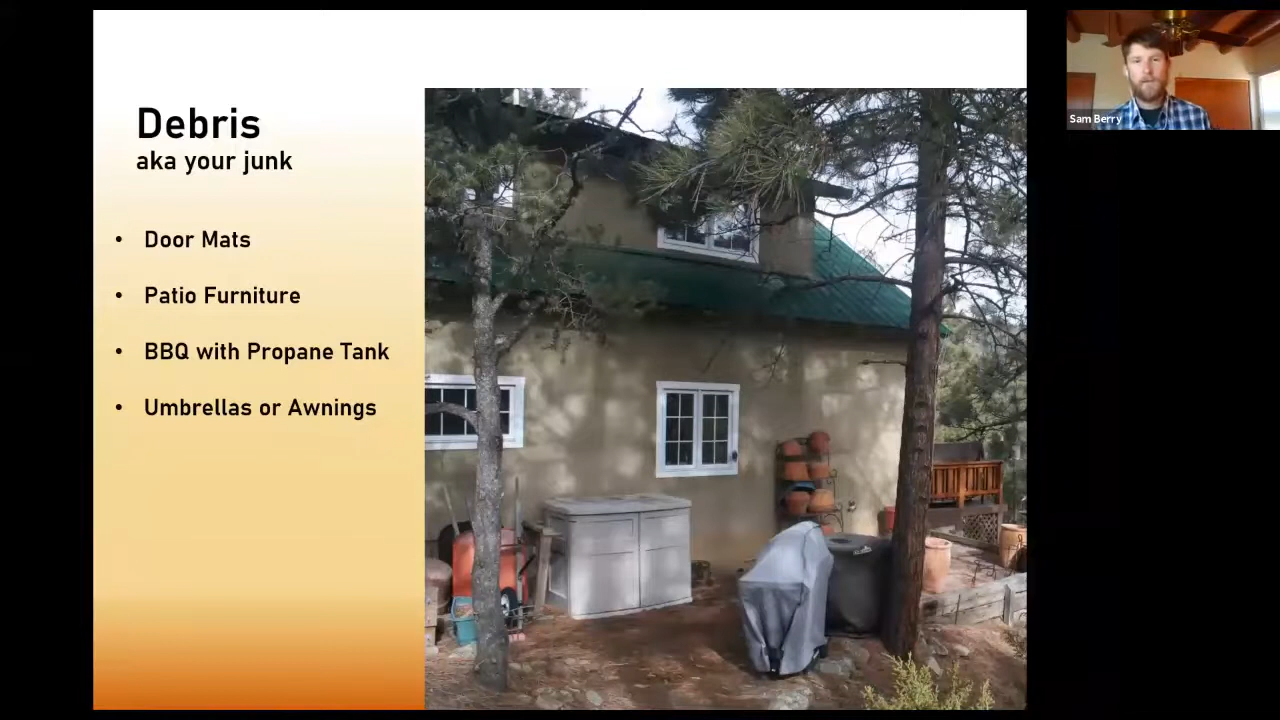 Debris
aka your junk
• Door Mats
• Patio Furniture
• BBQ with Propane Tank
• Umbrellas or Awnings
Sam Berry